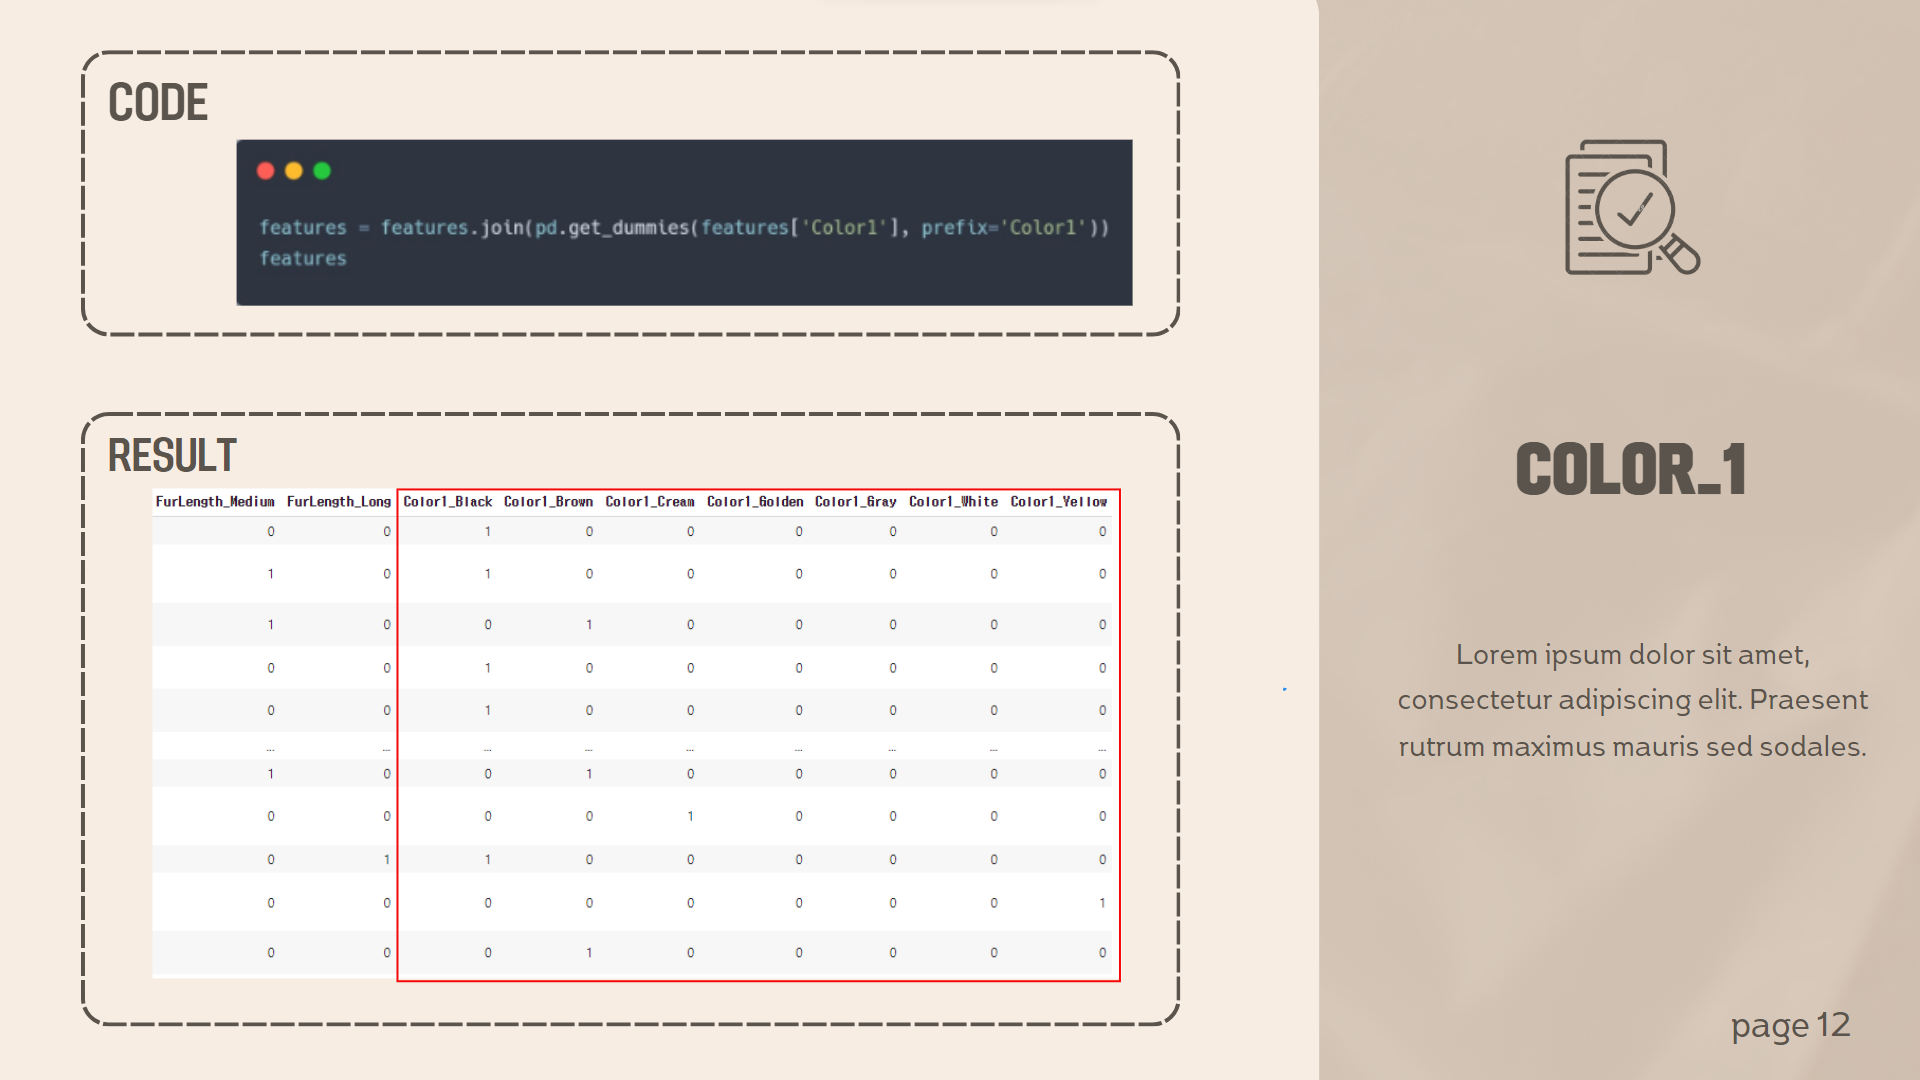 CODE
features = features.join(pd.get_dummies(features['Color1'], prefix='Color1'))
features
RESULT
FurLength_Medium FurLength_Long Color1_Black Color1_Brown Color1_Cream Color1_Golden Color1_Gray Color1_White Color1_Yellow
0 0 1 0 0 0 0 0 0
1 0 1 0 0 0 0 0 0
1 0 0 1 0 0 0 0 0
0 0 1 0 0 0 0 0 0
0 0 1 0 0 0 0 0 0
... ... ... ... ... ... ... ... ...
1 0 0 1 0 0 0 0 0
0 0 0 0 1 0 0 0 0
0 1 1 0 0 0 0 0 0
0 0 0 0 0 0 0 0 1
0 0 0 1 0 0 0 0 0
COLOR_1
Lorem ipsum dolor sit amet,
consectetur adipiscing elit. Praesent
rutrum maximus mauris sed sodales.
page 12